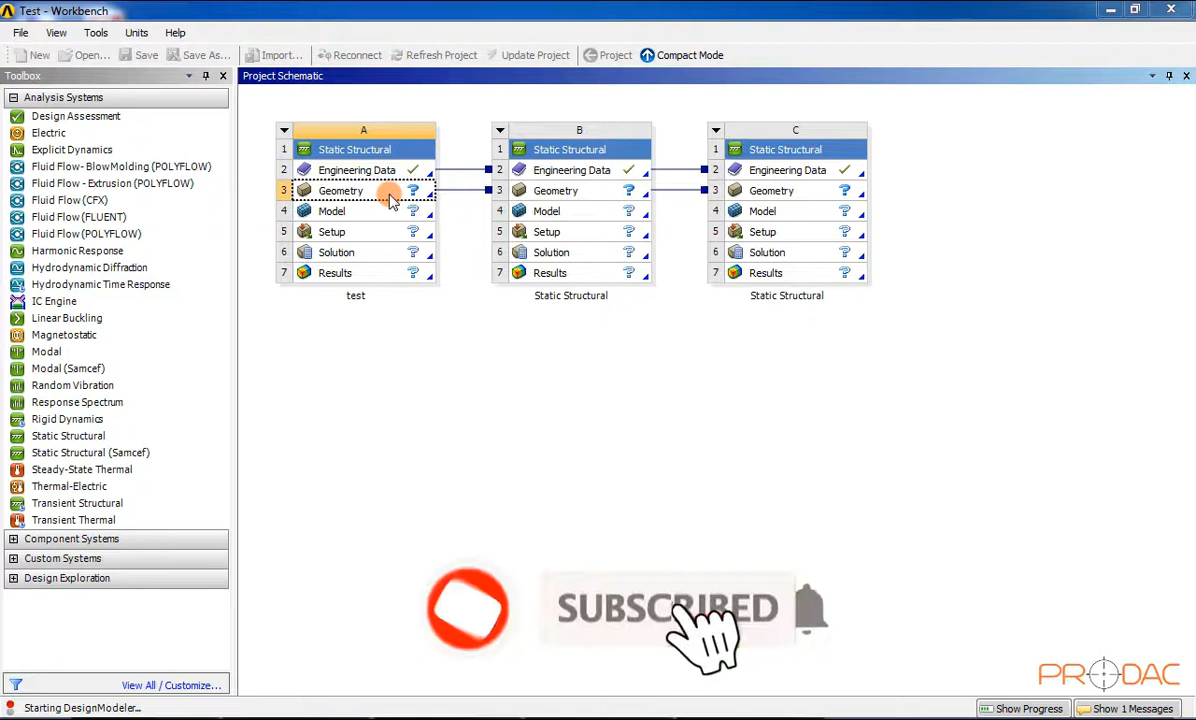 Test - Workbench
File View Tools Units Help
New Open... Save Save As... Import... Reconnect Refresh Project Update Project Project Compact Mode
Toolbox
Project Schematic
Analysis Systems
Design Assessment
Electric
Explicit Dynamics
Fluid Flow- BlowMolding (POLYFLOW)
Fluid Flow - Extrusion (POLYFLOW)
Fluid Flow (CFX)
Fluid Flow (FLUENT)
Fluid Flow (POLYFLOW)
Harmonic Response
Hydrodynamic Diffraction
Hydrodynamic Time Response
IC Engine
Linear Buckling
Magnetostatic
Modal
Modal (Samcef)
Random Vibration
Response Spectrum
Rigid Dynamics
Static Structural
Static Structural (Samcef)
Steady-State Thermal
Thermal-Electric
Transient Structural
Transient Thermal
Component Systems
Custom Systems
Design Exploration
View All / Customize...
A
1 Static Structural
2 Engineering Data
3 Geometry
4 Model
5 Setup
6 Solution
7 Results
test
B
1 Static Structural
2 Engineering Data
3 Geometry
4 Model
5 Setup
6 Solution
7 Results
Static Structural
C
1 Static Structural
2 Engineering Data
3 Geometry
4 Model
5 Setup
6 Solution
7 Results
Static Structural
SUBSCRIBED
PRODAC
Starting DesignModeler...
Show Progress
Show 1 Messages